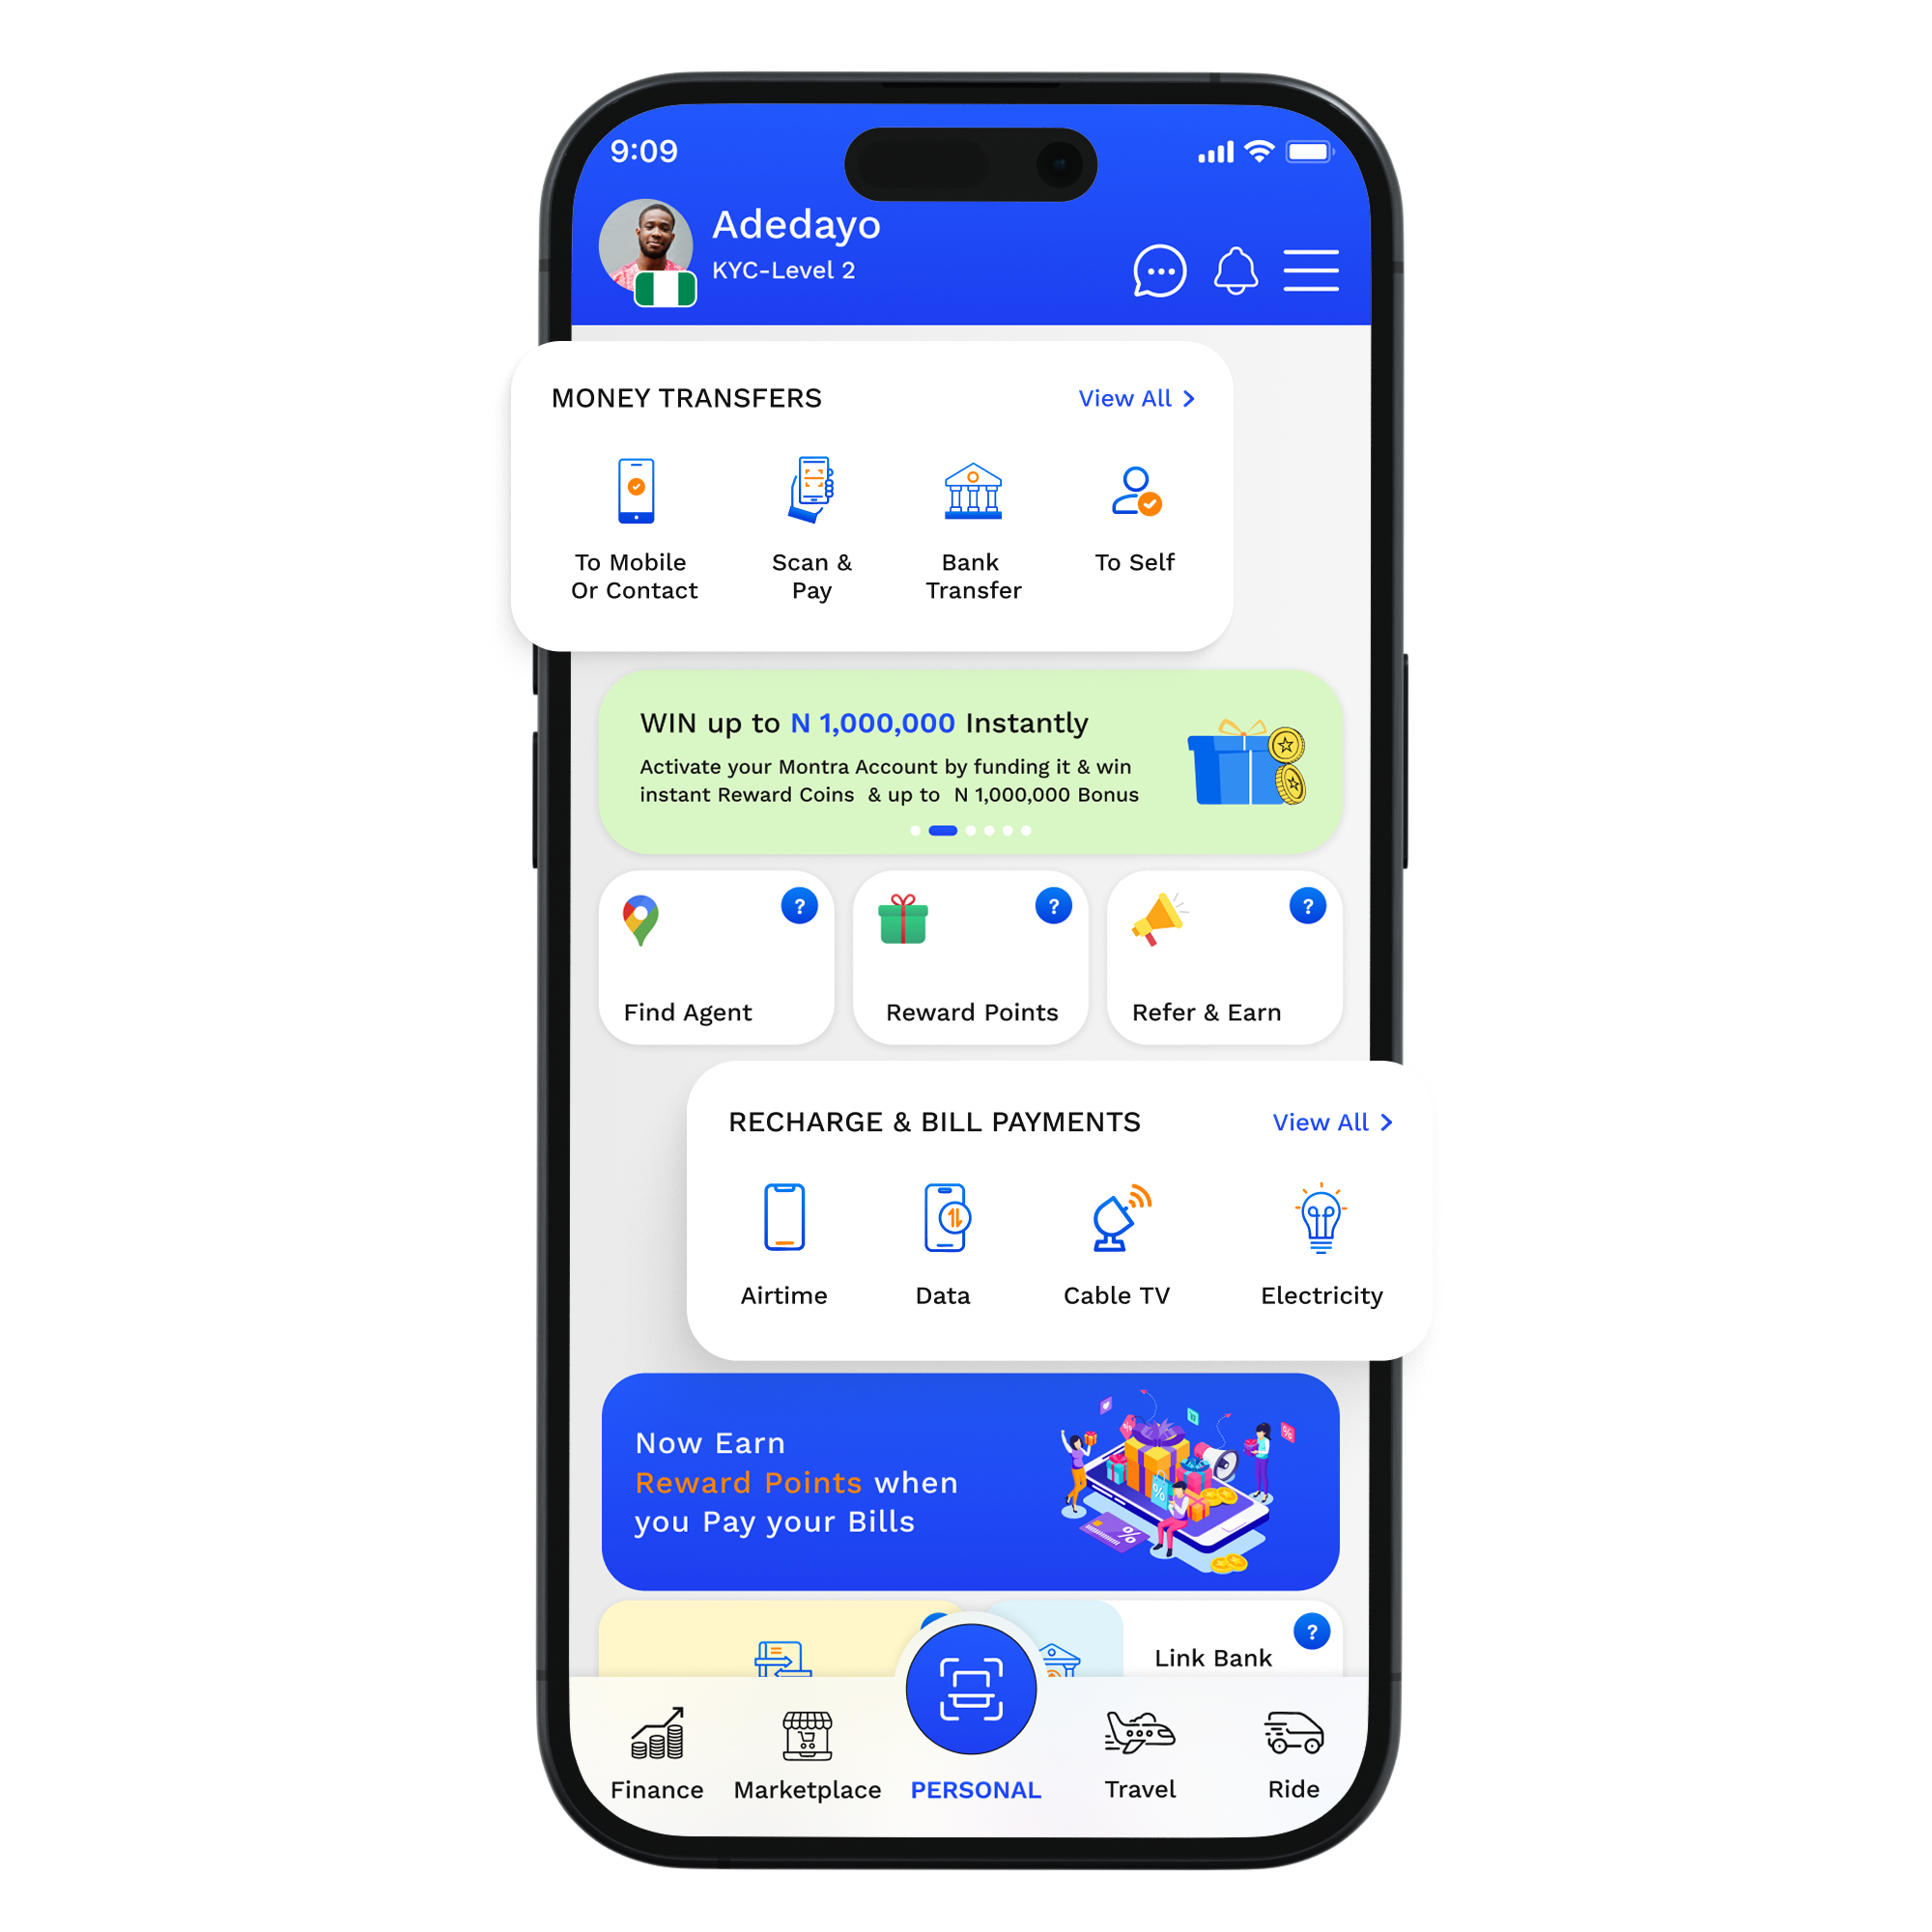 9:09
Adedayo
KYC-Level 2
MONEY TRANSFERS
View All >
To Mobile
Or Contact
Scan &
Pay
Bank
Transfer
To Self
WIN up to N 1,000,000 Instantly
Activate your Montra Account by funding it & win
instant Reward Coins & up to N 1,000,000 Bonus
?
?
?
Find Agent
Reward Points
Refer & Earn
RECHARGE & BILL PAYMENTS
View All >
Airtime
Data
Cable TV
Electricity
Now Earn
Reward Points when
you Pay your Bills
%
%
%
?
Link Bank
Finance
Marketplace
PERSONAL
Travel
Ride